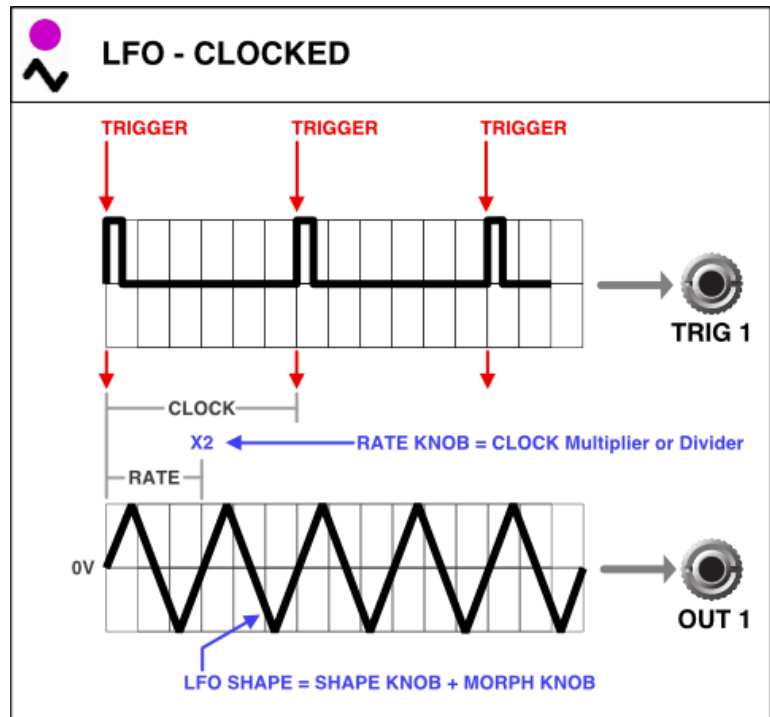 LFO - CLOCKED
TRIGGER TRIGGER TRIGGER
TRIG 1
CLOCK
X2 RATE KNOB = CLOCK Multiplier or Divider
RATE
0V
OUT 1
LFO SHAPE = SHAPE KNOB + MORPH KNOB